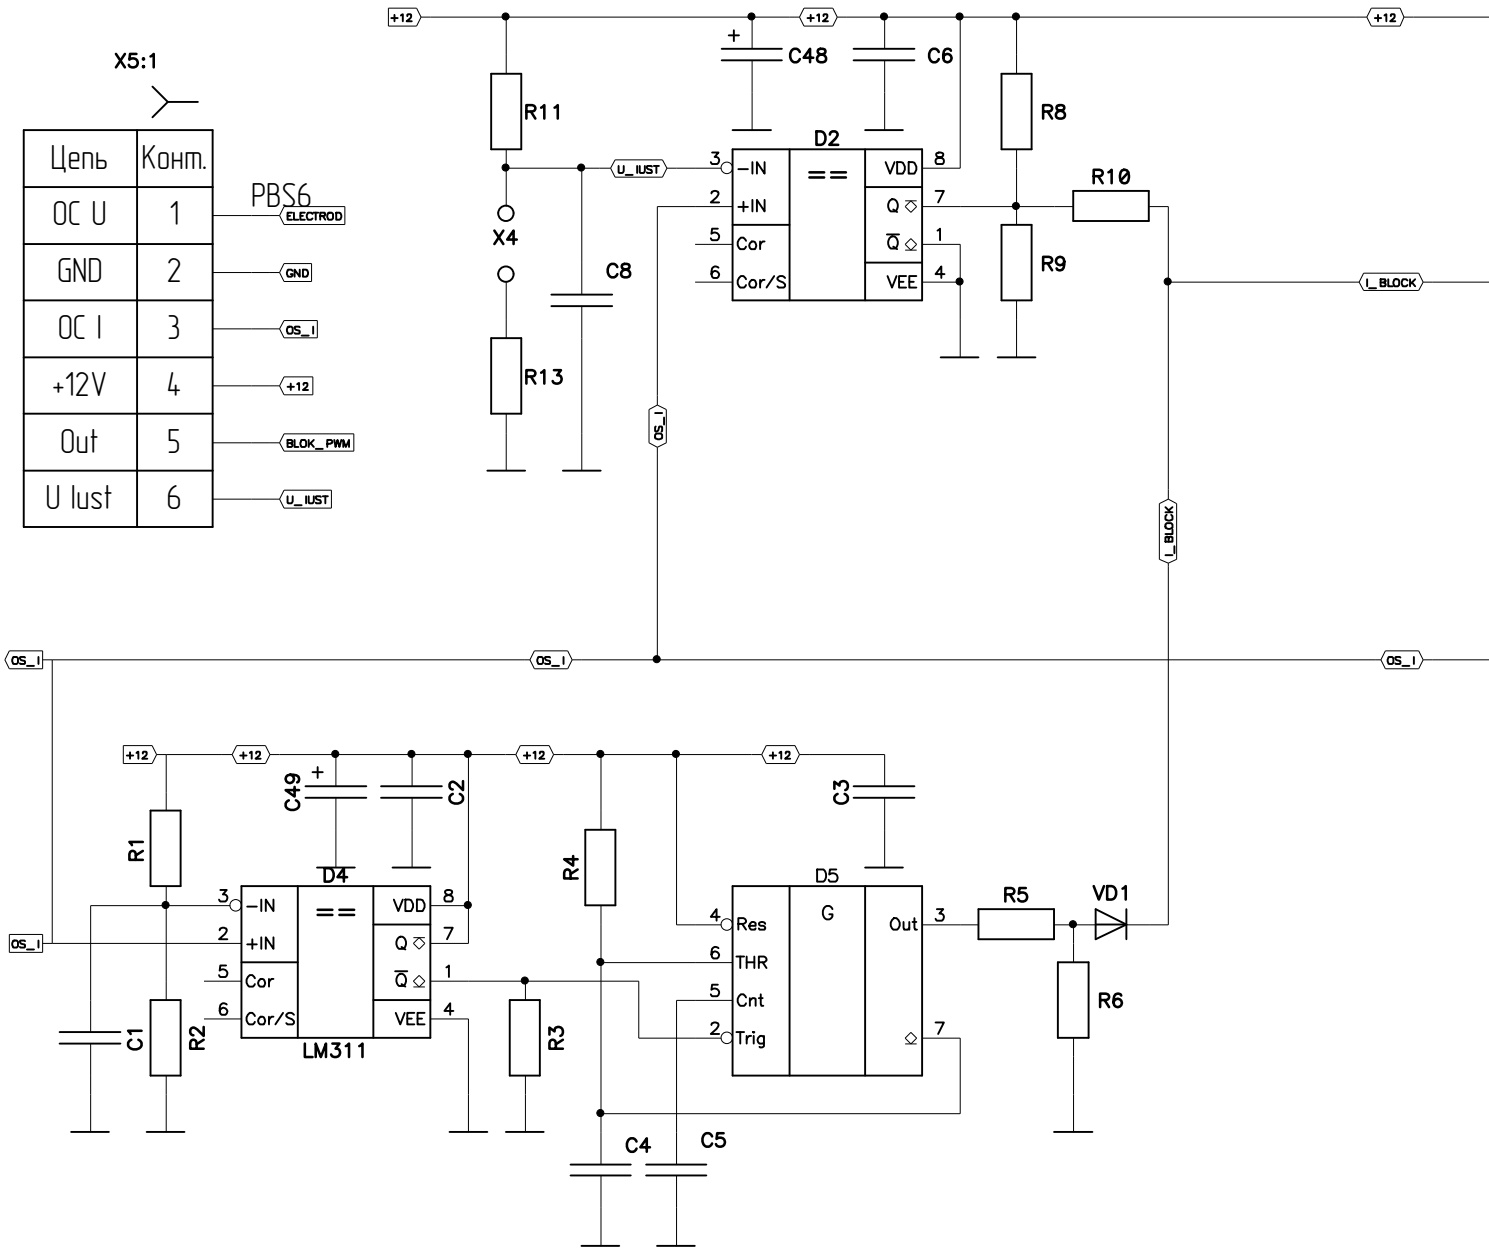 +12
+12
+12
X5:1
C48
C6
R11
R8
D2
Цепь Конт.
PBS6
ОС U 1
ELECTROD
GND 2
GND
ОС I 3
OS_I
+12V 4
+12
Out 5
BLOK_PWM
U Iust 6
U_IUST
U_IUST
3 -IN == VDD 8
2 +IN Q 7
5 Cor Q 1
6 Cor/S VEE 4
R10
X4
C8
R9
I_BLOCK
R13
OS_I
I_BLOCK
OS_I
OS_I
OS_I
+12
+12
+12
+12
C49
C2
C3
R1
R4
D4
D5
3 -IN == VDD 8
2 +IN Q 7
5 Cor Q 1
6 Cor/S VEE 4
LM311
OS_I
4 Res G Out 3
6 THR
5 Cnt
2 Trig 7
R5
VD1
R6
C1
R2
R3
C4
C5
+
+